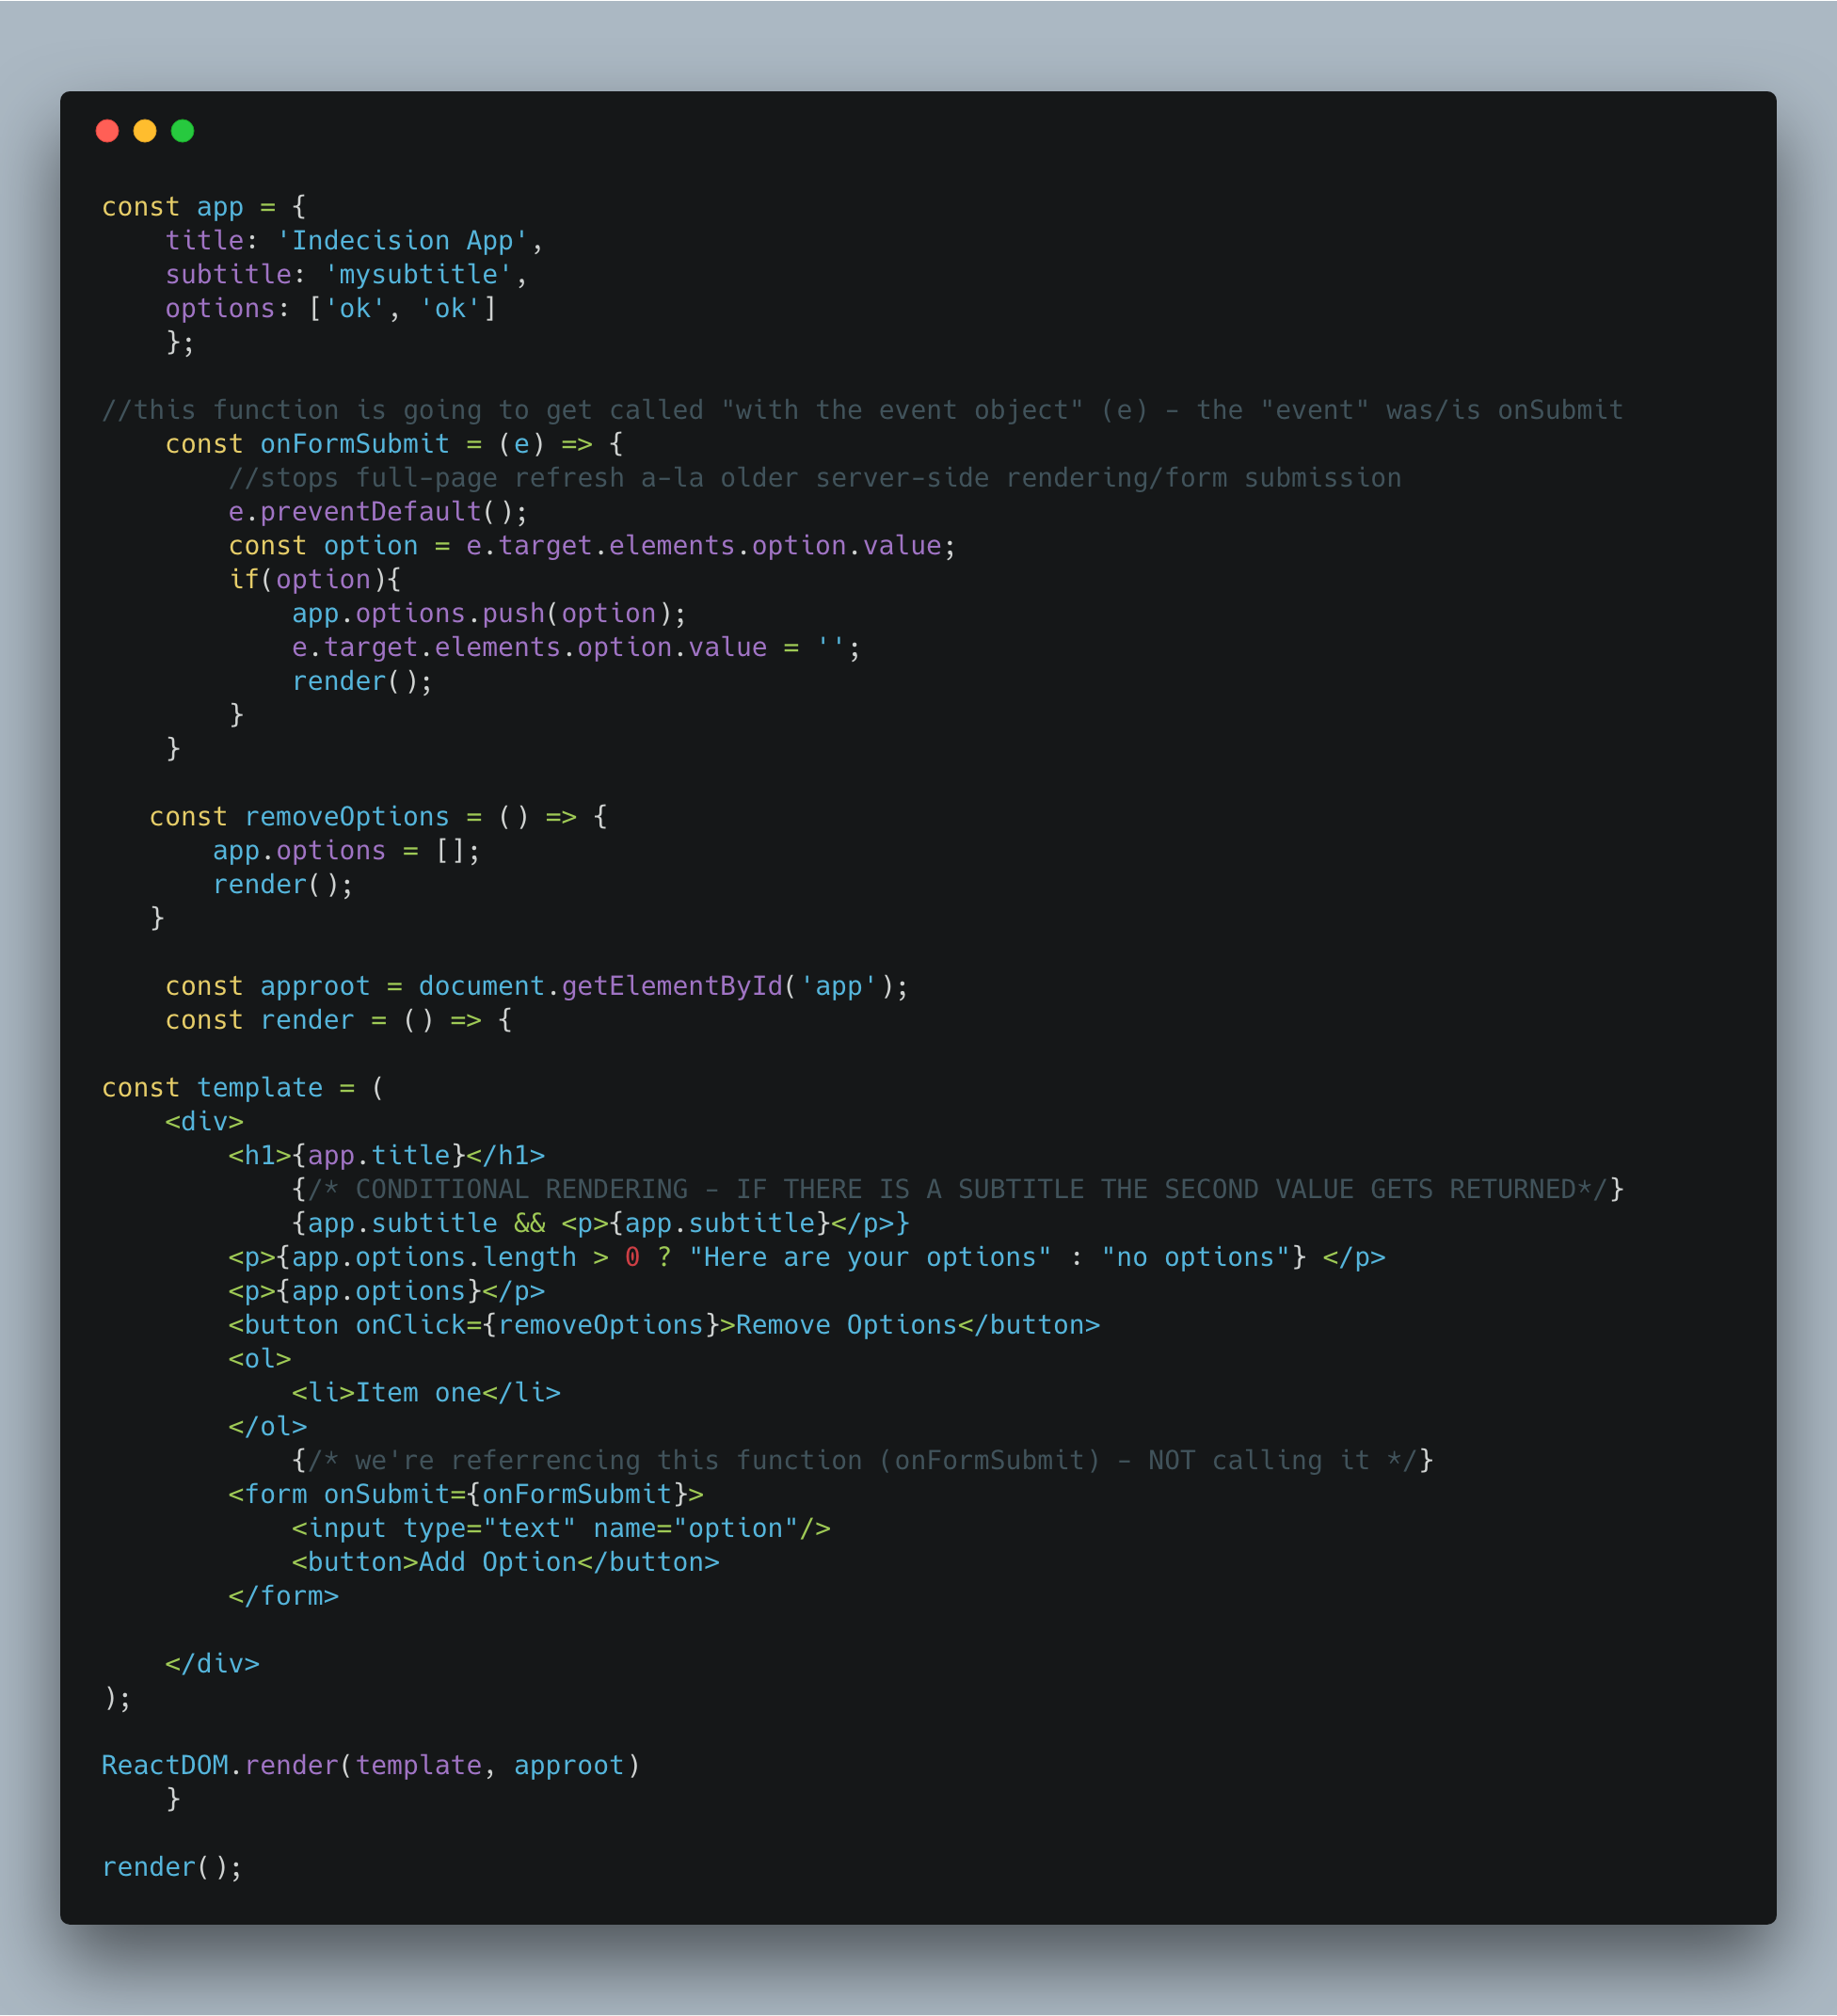 const app = {
    title: 'Indecision App',
    subtitle: 'mysubtitle',
    options: ['ok', 'ok']
    };

//this function is going to get called "with the event object" (e) - the "event" was/is onSubmit
    const onFormSubmit = (e) => {
        //stops full-page refresh a-la older server-side rendering/form submission
        e.preventDefault();
        const option = e.target.elements.option.value;
        if(option){
            app.options.push(option);
            e.target.elements.option.value = '';
            render();
        }
    }

   const removeOptions = () => {
       app.options = [];
       render();
   }

    const approot = document.getElementById('app');
    const render = () => {

const template = (
    <div>
        <h1>{app.title}</h1>
            {/* CONDITIONAL RENDERING - IF THERE IS A SUBTITLE THE SECOND VALUE GETS RETURNED*/}
            {app.subtitle && <p>{app.subtitle}</p>}
        <p>{app.options.length > 0 ? "Here are your options" : "no options"} </p>
        <p>{app.options}</p>
        <button onClick={removeOptions}>Remove Options</button>
        <ol>
            <li>Item one</li>
        </ol>
            {/* we're referrencing this function (onFormSubmit) - NOT calling it */}
        <form onSubmit={onFormSubmit}>
            <input type="text" name="option"/>
            <button>Add Option</button>
        </form>

    </div>
);

ReactDOM.render(template, approot)
    }

render();